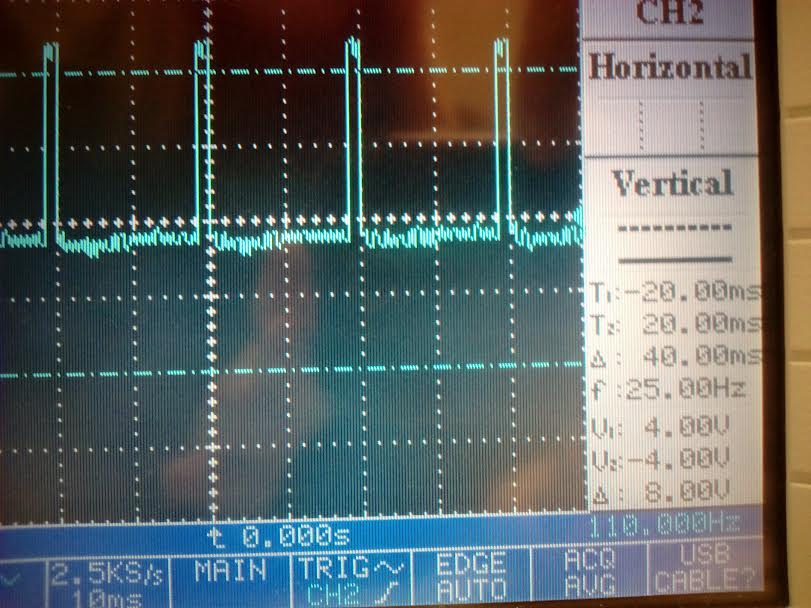 CH2
Horizontal
Vertical
T1:-20.00ms
T2: 20.00ms
Δ: 40.00ms
f :25.00Hz
V1: 4.00V
V2:-4.00V
Δ: 8.00V
t 0.000s
110.000Hz
2.5KS/s
10ms
MAIN
TRIG
CH2
EDGE
AUTO
ACQ
AVG
USB
CABLE?